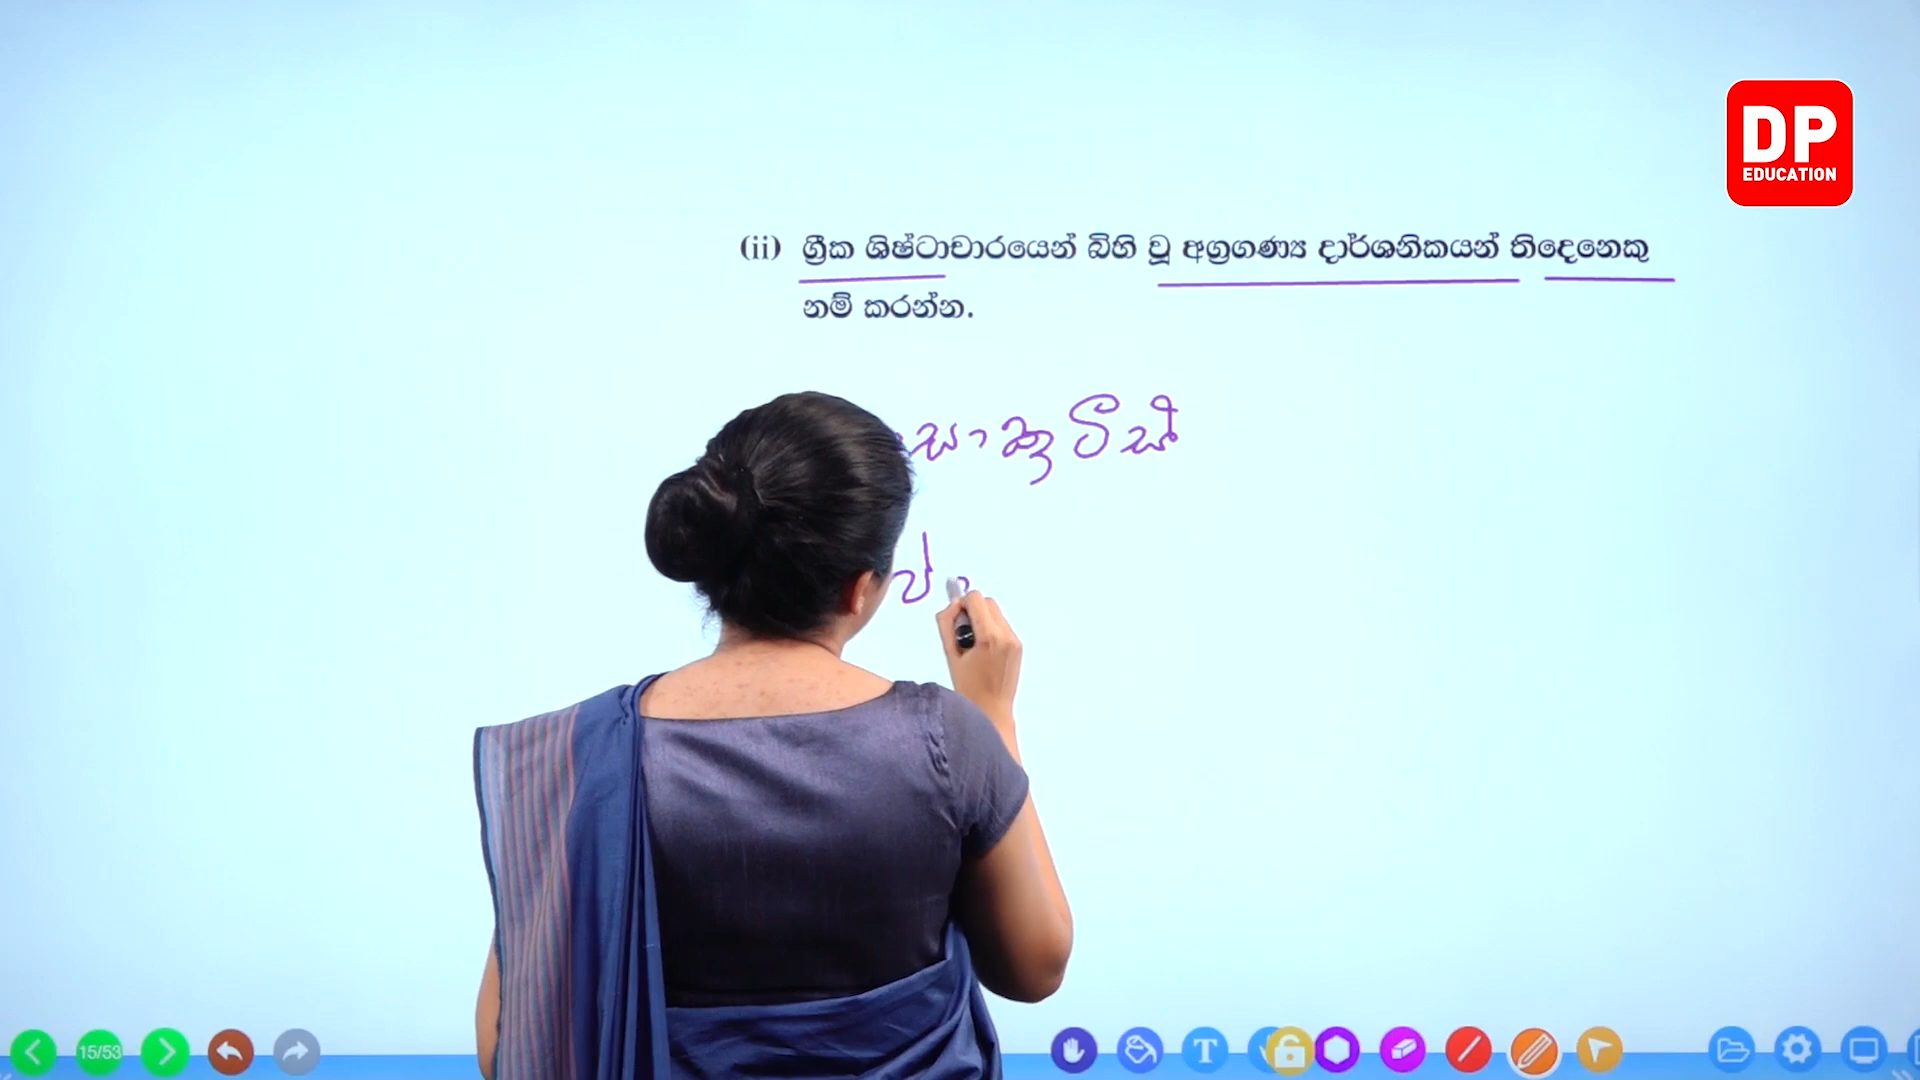 DP
EDUCATION
(ii) ග්‍රීක ශිෂ්ටාචාරයෙන් බිහි වූ අග්‍රගණ්‍ය දාර්ශනිකයන් තිදෙනෙකු
නම් කරන්න.
15/53
T